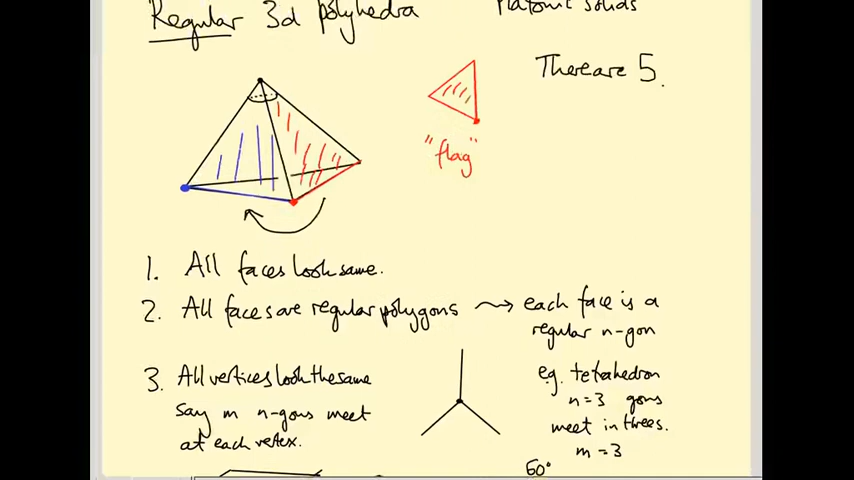 Regular 3d polyhedra
Platonic solids
There are 5.
"flag"
1. All faces look same.
2. All faces are regular polygons ⇝ each face is a
regular n-gon
3. All vertices look the same
say m n-gons meet
at each vertex.
e.g. tetrahedron
n=3 gons
meet in threes.
m=3
60°